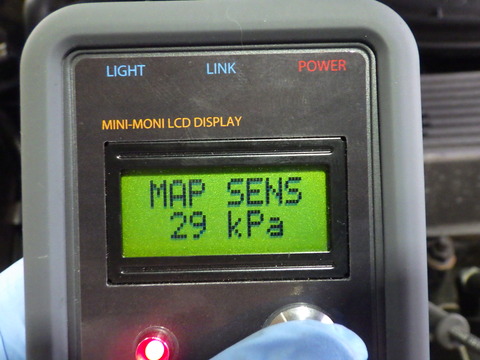 LIGHT LINK POWER
MINI-MONI LCD DISPLAY
MAP SENS
29 kPa